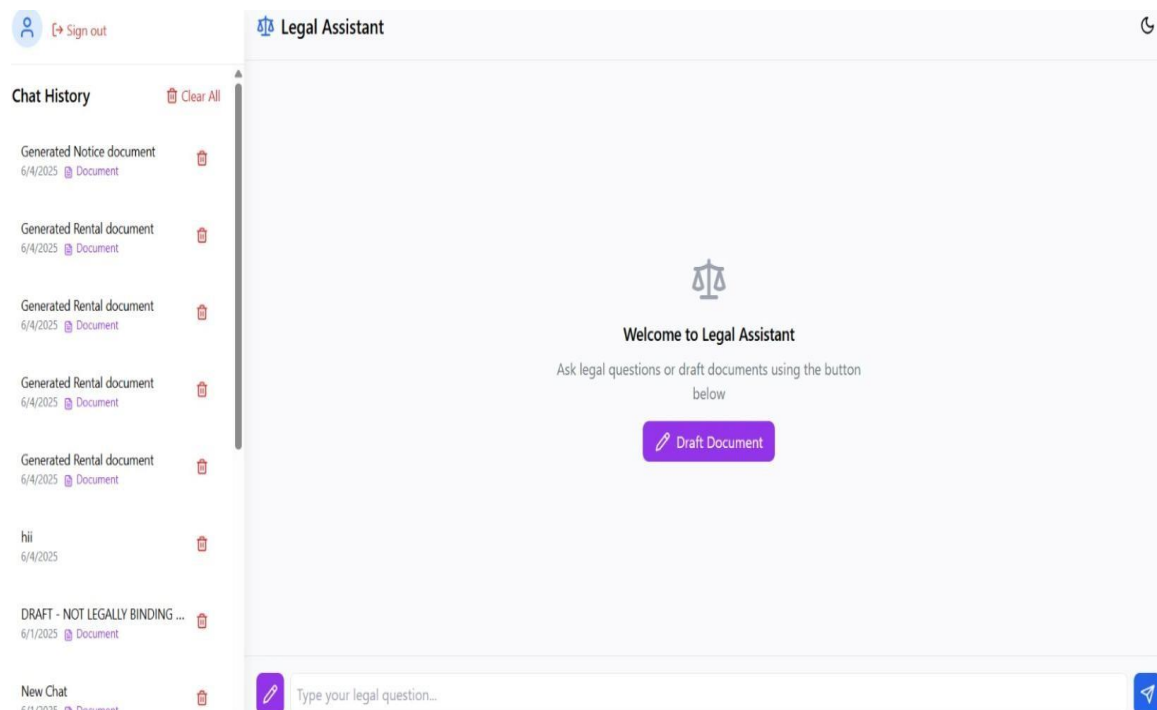 Sign out
Legal Assistant
Chat History
Clear All
Generated Notice document
6/4/2025 Document
Generated Rental document
6/4/2025 Document
Generated Rental document
6/4/2025 Document
Generated Rental document
6/4/2025 Document
Generated Rental document
6/4/2025 Document
hii
6/4/2025
DRAFT - NOT LEGALLY BINDING ...
6/1/2025 Document
New Chat
6/1/2025 Document
Welcome to Legal Assistant
Ask legal questions or draft documents using the button
below
Draft Document
Type your legal question...